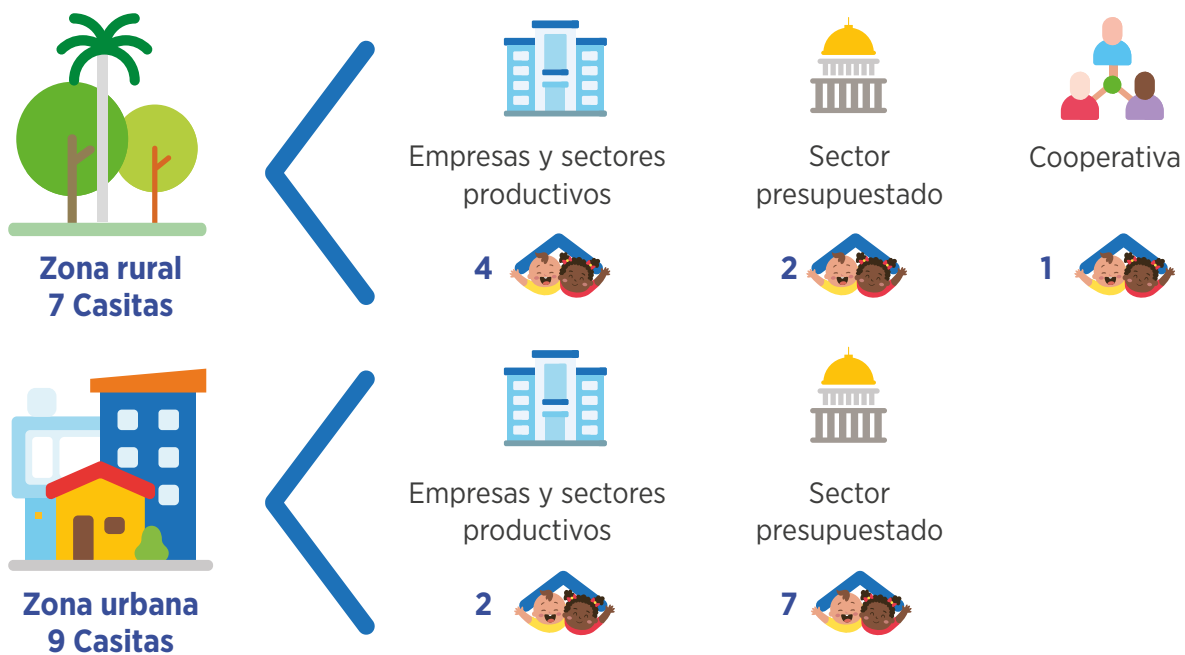 Zona rural
7 Casitas
Empresas y sectores
productivos
4
Sector
presupuestado
2
Cooperativa
1
Zona urbana
9 Casitas
Empresas y sectores
productivos
2
Sector
presupuestado
7